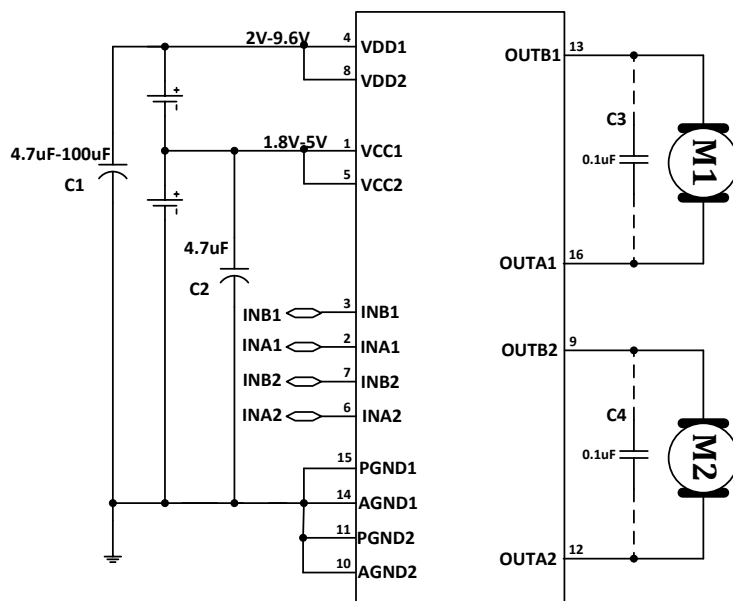 2V-9.6V
4
VDD1
8
VDD2
+
-
4.7uF-100uF
C1
1.8V-5V
1
VCC1
5
VCC2
+
-
4.7uF
C2
INB1
3
INB1
INA1
2
INA1
INB2
7
INB2
INA2
6
INA2
15
PGND1
14
AGND1
11
PGND2
10
AGND2
OUTB1
13
C3
0.1uF
M1
OUTA1
16
OUTB2
9
C4
0.1uF
M2
OUTA2
12